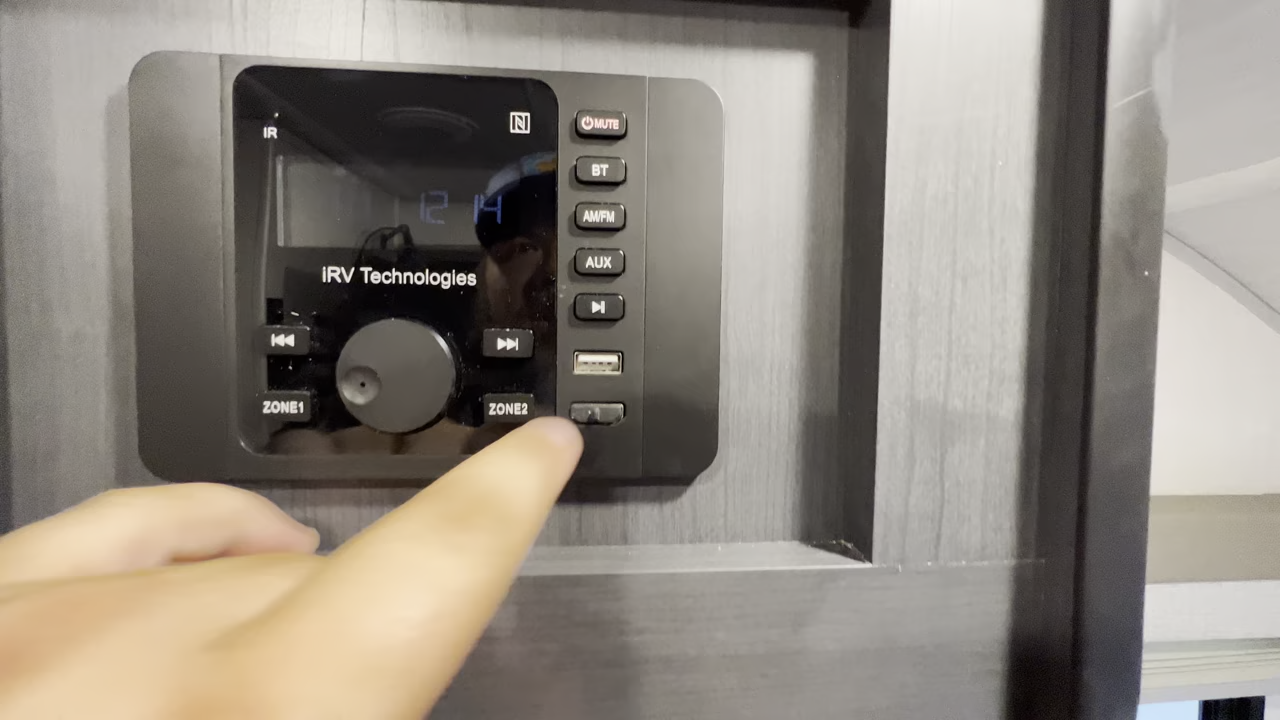 IR
MUTE
BT
12 14
AM/FM
AUX
iRV Technologies
ZONE1
ZONE2